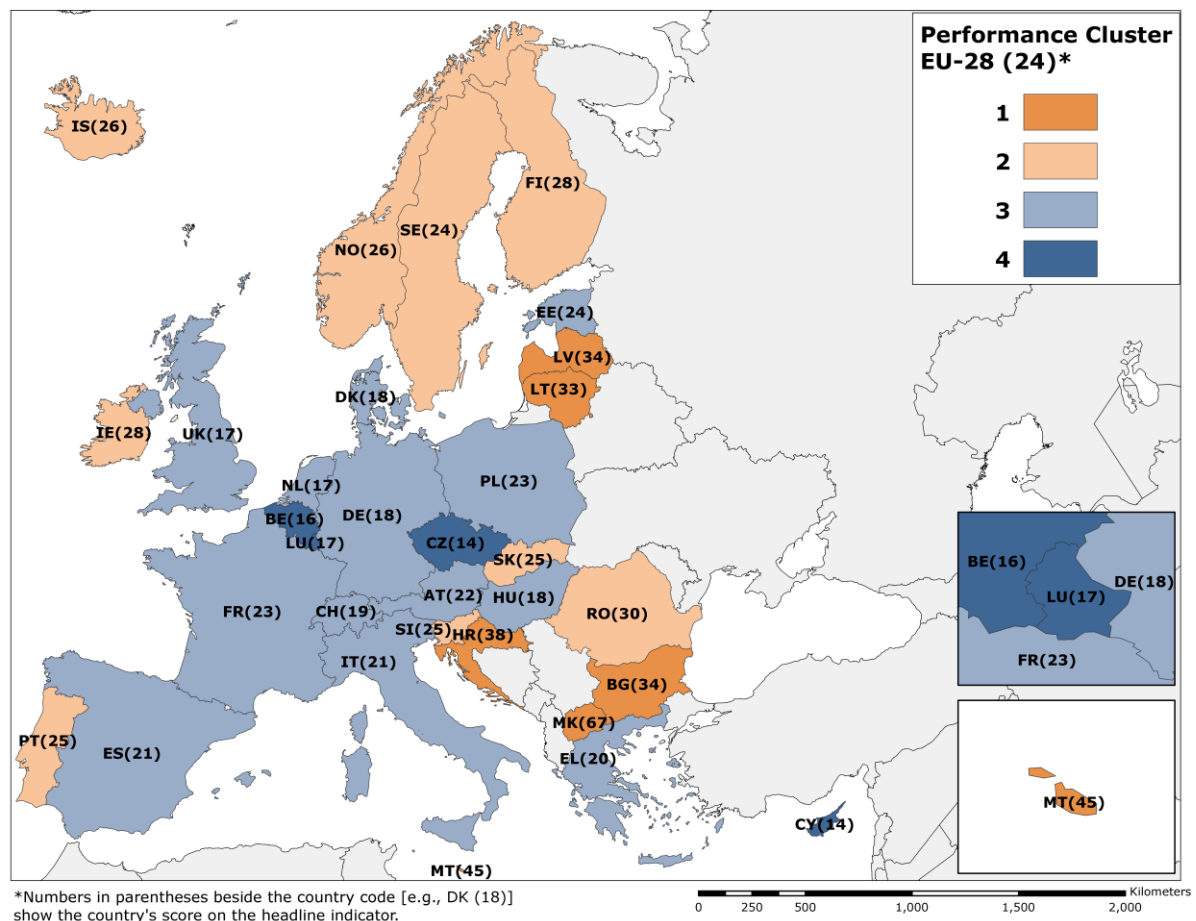 Performance Cluster
EU-28 (24)*
1
2
3
4
IS(26)
FI(28)
SE(24)
NO(26)
EE(24)
LV(34)
LT(33)
DK(18)
IE(28)
UK(17)
NL(17)
PL(23)
BE(16)
DE(18)
LU(17)
CZ(14)
SK(25)
AT(22)
HU(18)
FR(23)
CH(19)
RO(30)
SI(25)
HR(38)
IT(21)
BG(34)
MK(67)
PT(25)
ES(21)
EL(20)
CY(14)
MT(45)
BE(16)
DE(18)
LU(17)
FR(23)
MT(45)
*Numbers in parentheses beside the country code [e.g., DK (18)]
show the country's score on the headline indicator.
Kilometers
0 250 500 1,000 1,500 2,000